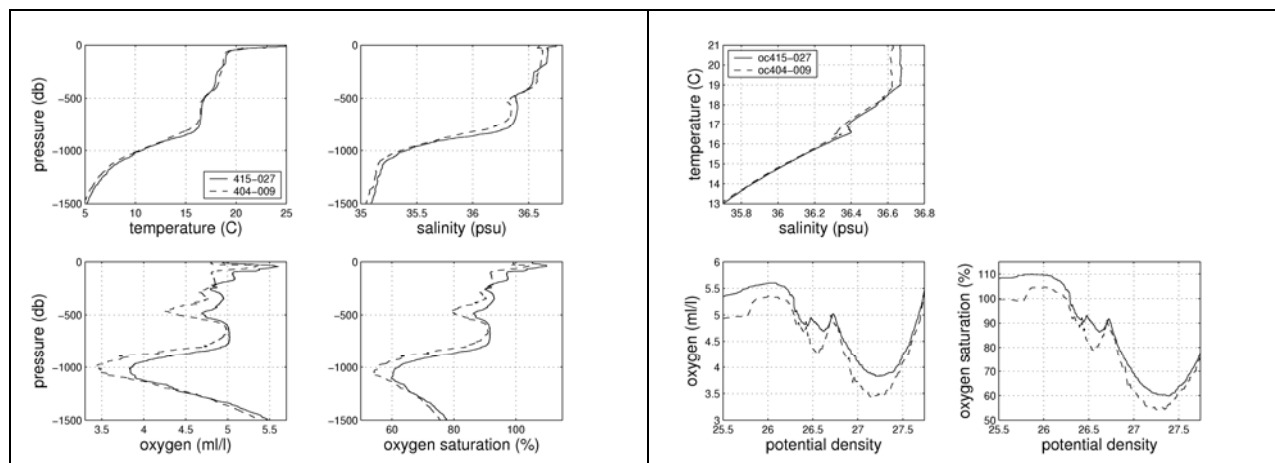 0
−500
−1000
−1500
pressure (db)
5 10 15 20 25
temperature (C)
415−027
404−009
0
−500
−1000
−1500
35 35.5 36 36.5
salinity (psu)
0
−500
−1000
−1500
pressure (db)
3.5 4 4.5 5 5.5
oxygen (ml/l)
0
−500
−1000
−1500
60 80 100
oxygen saturation (%)
21
20
19
18
17
16
15
14
13
temperature (C)
oc415−027
oc404−009
35.8 36 36.2 36.4 36.6 36.8
salinity (psu)
6
5.5
5
4.5
4
3.5
3
oxygen (ml/l)
25.5 26 26.5 27 27.5
potential density
110
100
90
80
70
60
50
oxygen saturation (%)
25.5 26 26.5 27 27.5
potential density